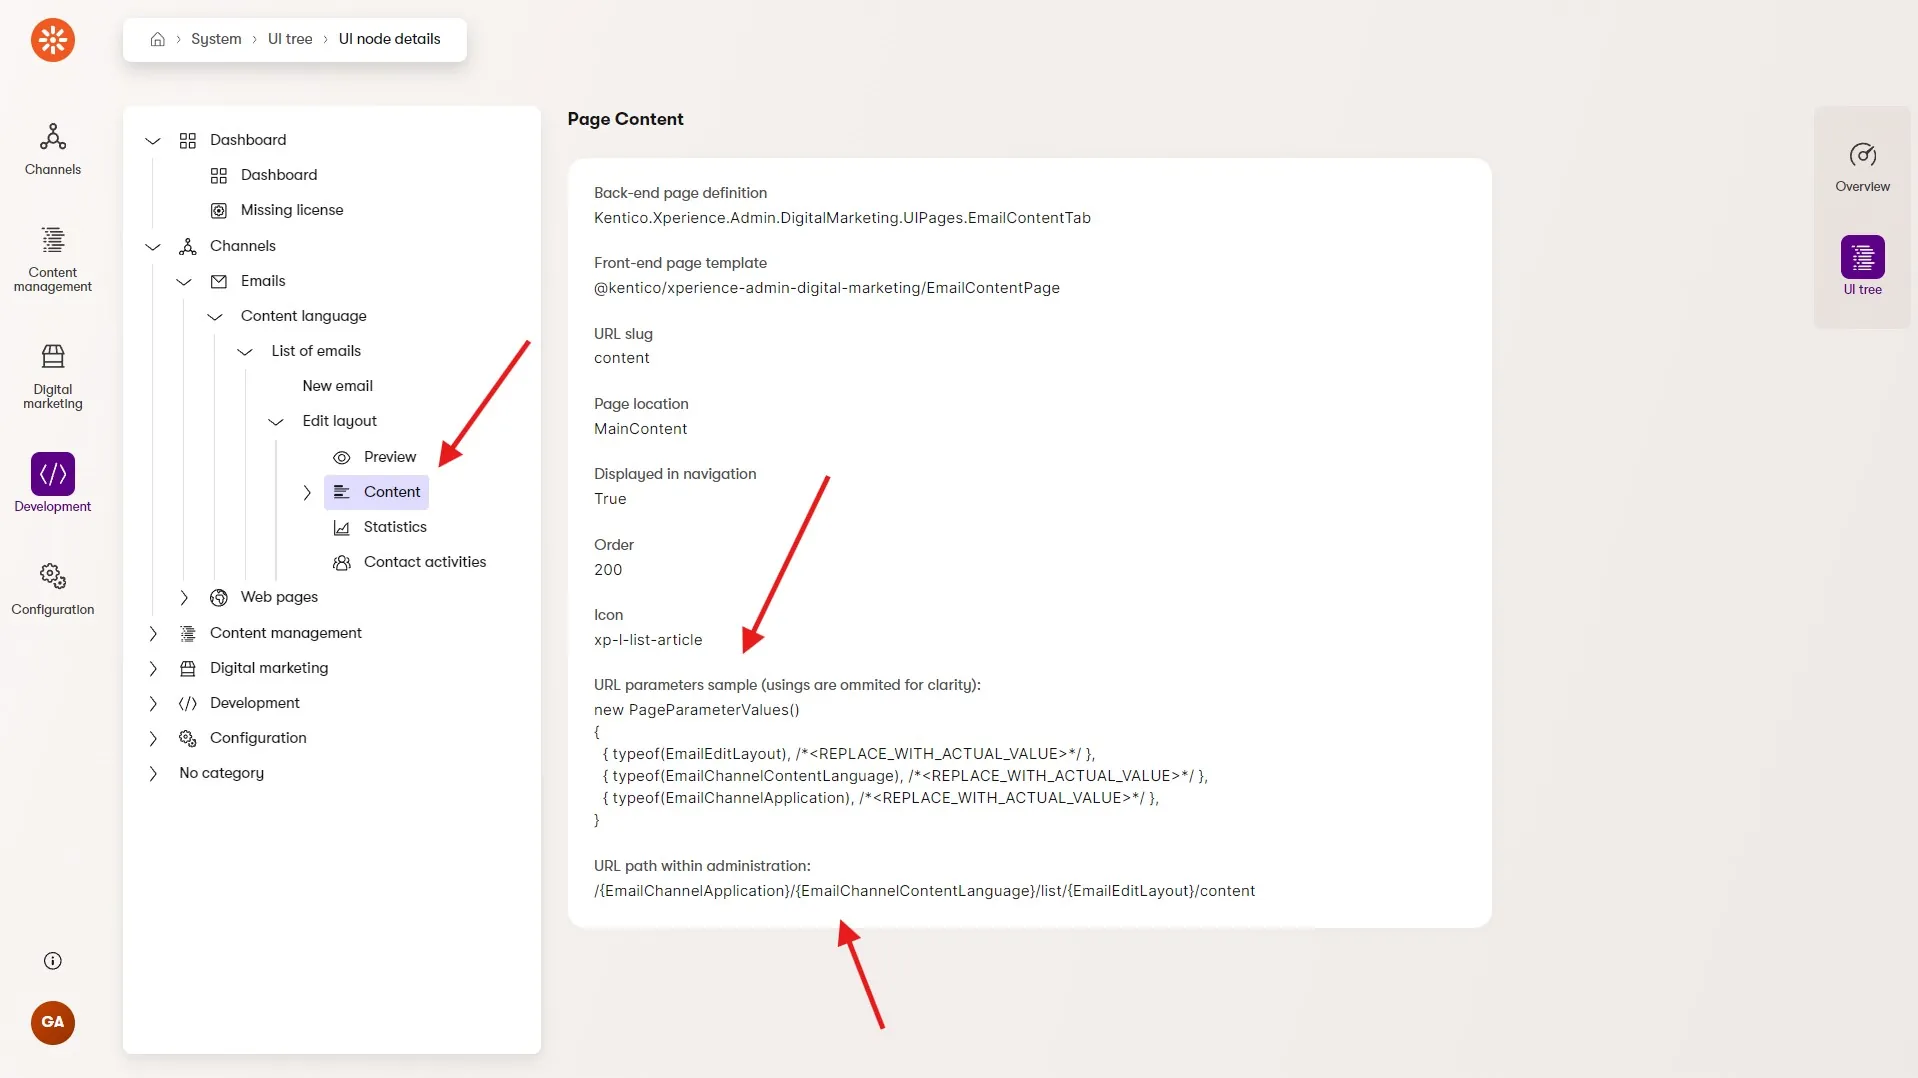 System
UI tree
UI node details
Channels
Content
management
Digital
marketing
Development
Configuration
GA
Dashboard
Dashboard
Missing license
Channels
Emails
Content language
List of emails
New email
Edit layout
Preview
Content
Statistics
Contact activities
Web pages
Content management
Digital marketing
Development
Configuration
No category
Page Content
Back-end page definition
Kentico.Xperience.Admin.DigitalMarketing.UIPages.EmailContentTab
Front-end page template
@kentico/xperience-admin-digital-marketing/EmailContentPage
URL slug
content
Page location
MainContent
Displayed in navigation
True
Order
200
Icon
xp-l-list-article
URL parameters sample (usings are ommited for clarity):
new PageParameterValues()
{
{ typeof(EmailEditLayout), /*<REPLACE_WITH_ACTUAL_VALUE>*/ },
{ typeof(EmailChannelContentLanguage), /*<REPLACE_WITH_ACTUAL_VALUE>*/ },
{ typeof(EmailChannelApplication), /*<REPLACE_WITH_ACTUAL_VALUE>*/ },
}
URL path within administration:
/{EmailChannelApplication}/{EmailChannelContentLanguage}/list/{EmailEditLayout}/content
Overview
UI tree